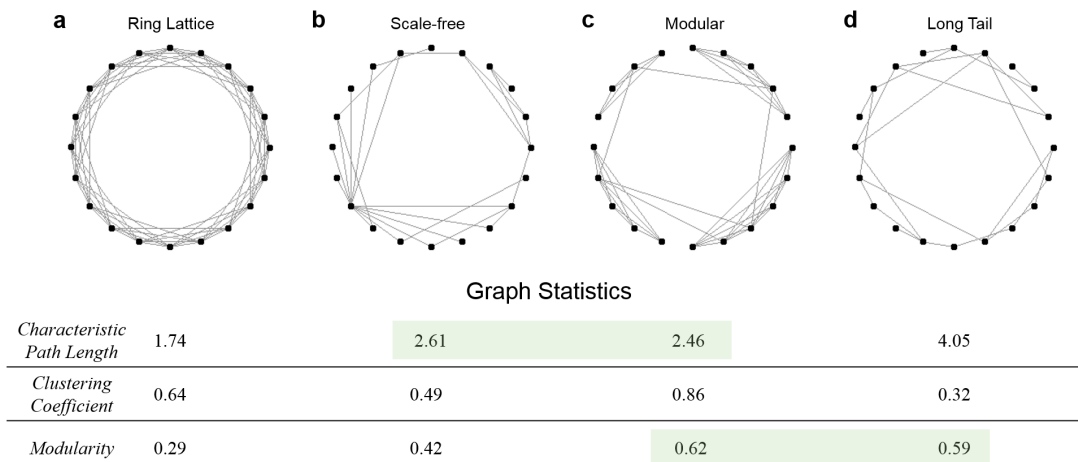 a Ring Lattice b Scale-free c Modular d Long Tail
Graph Statistics
Characteristic
Path Length 1.74 2.61 2.46 4.05
Clustering
Coefficient 0.64 0.49 0.86 0.32
Modularity 0.29 0.42 0.62 0.59